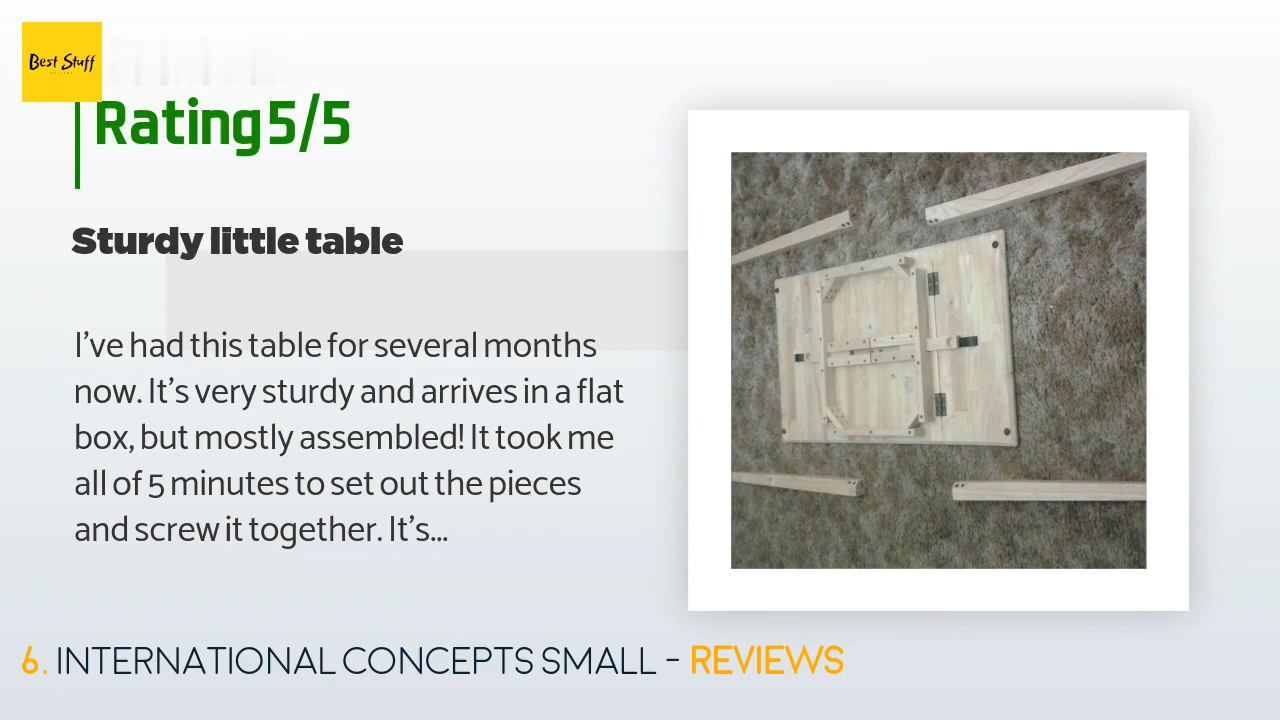 Best Stuff
Rating 5/5
Sturdy little table
I've had this table for several months
now. It's very sturdy and arrives in a flat
box, but mostly assembled! It took me
all of 5 minutes to set out the pieces
and screw it together. It's...
6. INTERNATIONAL CONCEPTS SMALL - REVIEWS